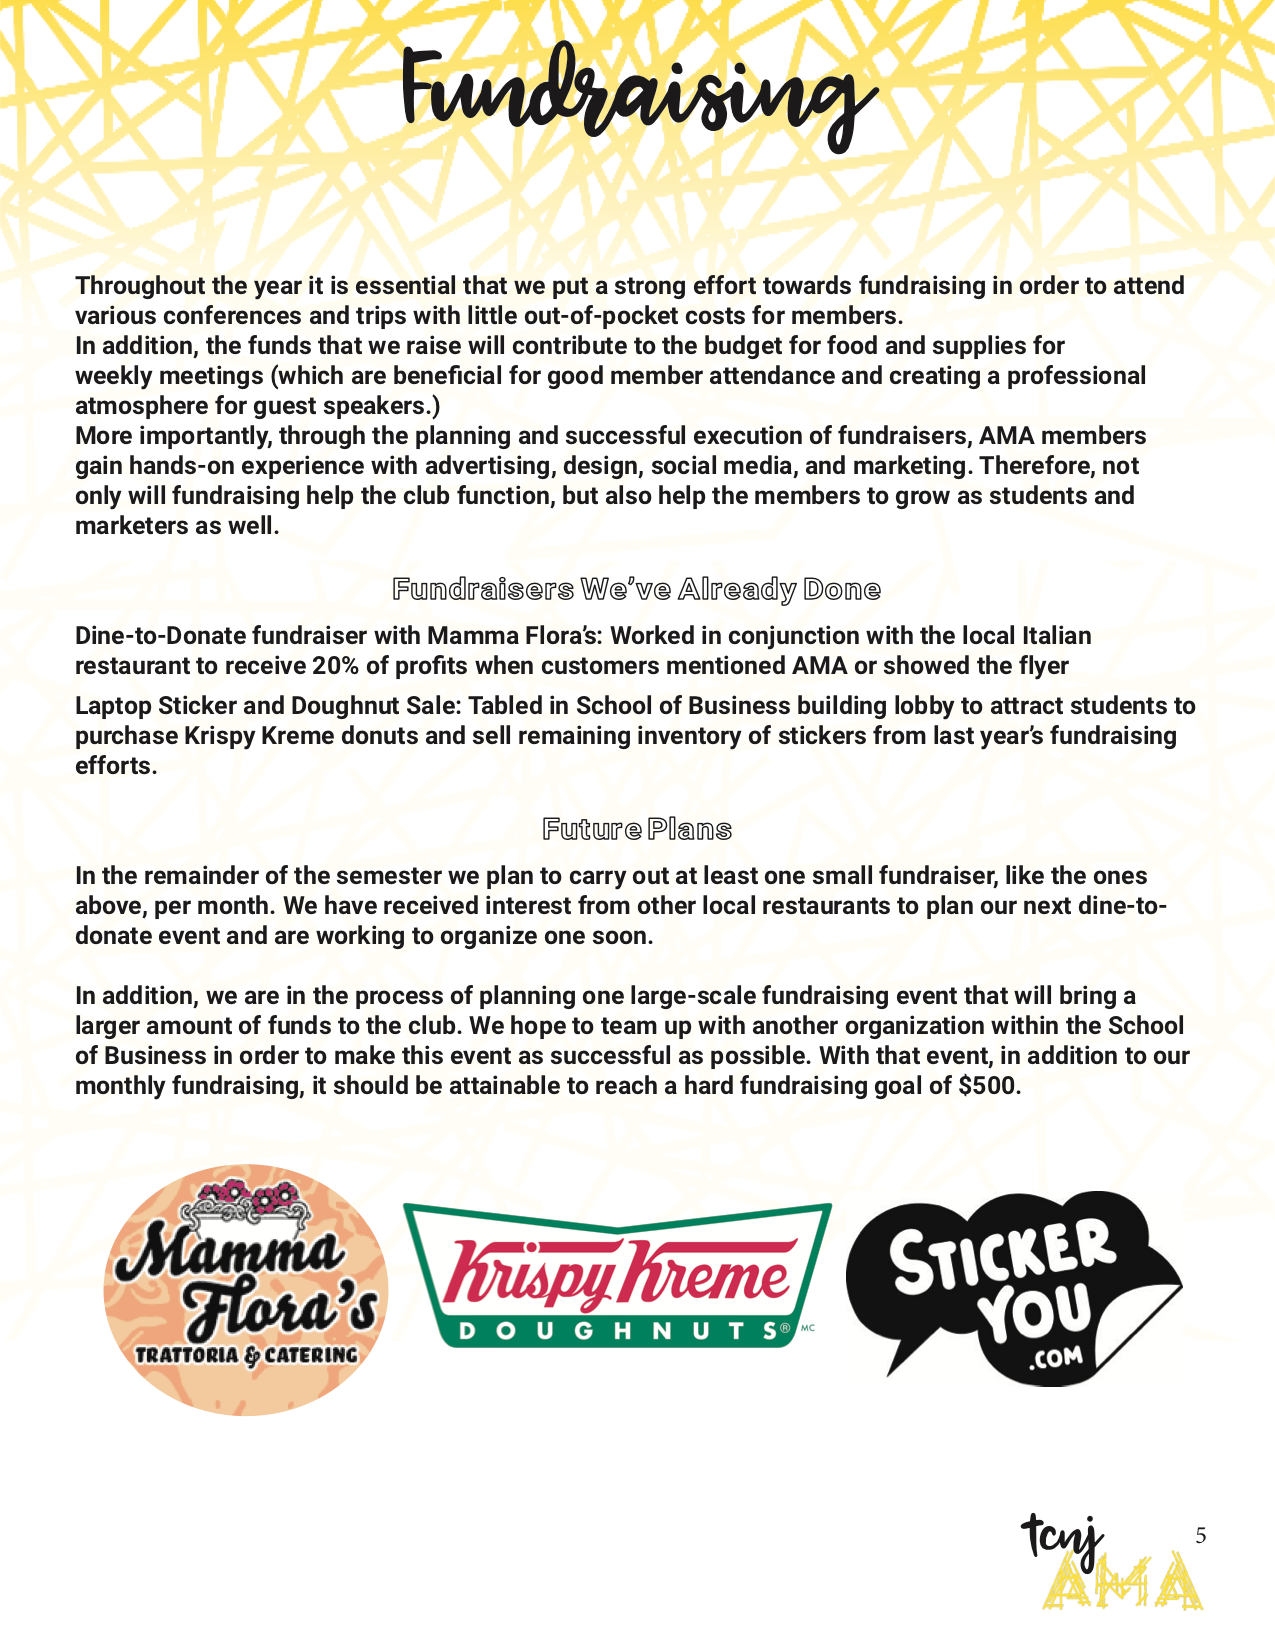 Fundraising
Throughout the year it is essential that we put a strong effort towards fundraising in order to attend
various conferences and trips with little out-of-pocket costs for members.
In addition, the funds that we raise will contribute to the budget for food and supplies for
weekly meetings (which are beneficial for good member attendance and creating a professional
atmosphere for guest speakers.)
More importantly, through the planning and successful execution of fundraisers, AMA members
gain hands-on experience with advertising, design, social media, and marketing. Therefore, not
only will fundraising help the club function, but also help the members to grow as students and
marketers as well.
Fundraisers We’ve Already Done
Dine-to-Donate fundraiser with Mamma Flora’s: Worked in conjunction with the local Italian
restaurant to receive 20% of profits when customers mentioned AMA or showed the flyer
Laptop Sticker and Doughnut Sale: Tabled in School of Business building lobby to attract students to
purchase Krispy Kreme donuts and sell remaining inventory of stickers from last year’s fundraising
efforts.
Future Plans
In the remainder of the semester we plan to carry out at least one small fundraiser, like the ones
above, per month. We have received interest from other local restaurants to plan our next dine-to-
donate event and are working to organize one soon.
In addition, we are in the process of planning one large-scale fundraising event that will bring a
larger amount of funds to the club. We hope to team up with another organization within the School
of Business in order to make this event as successful as possible. With that event, in addition to our
monthly fundraising, it should be attainable to reach a hard fundraising goal of $500.
Mamma
Flora’s
TRATTORIA & CATERING
Krispy Kreme
DOUGHNUTS® MC
STICKER
YOU
.COM
tcnj
AMA
5